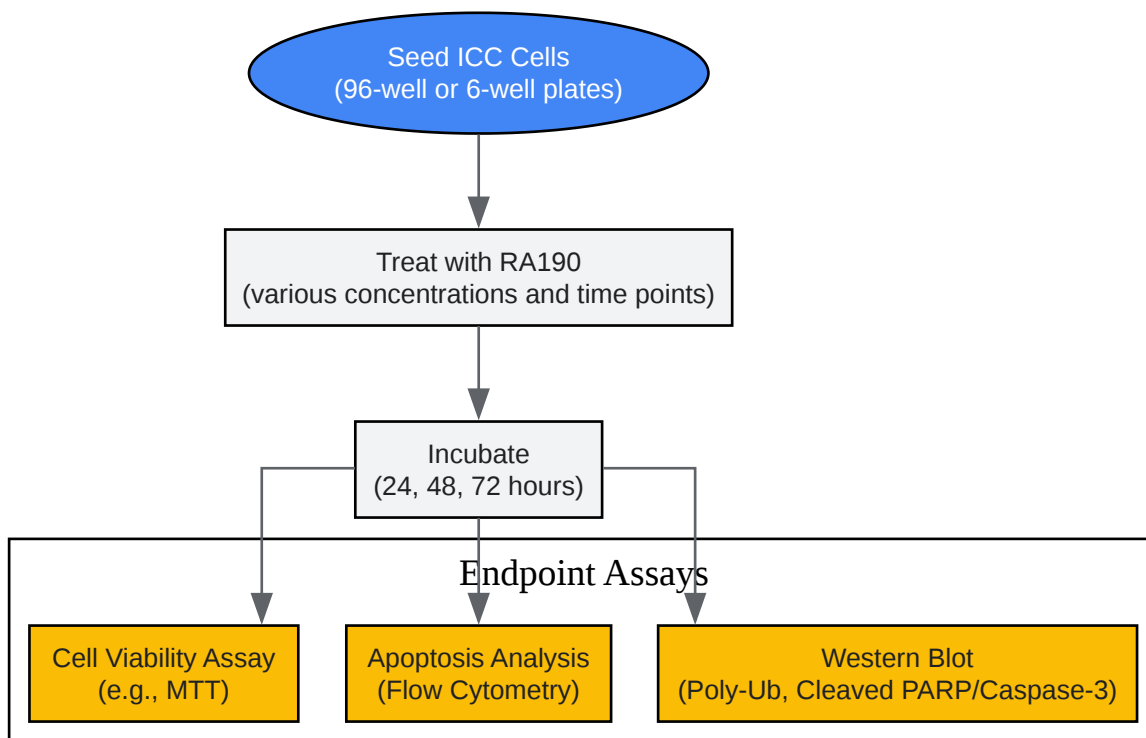 Seed ICC Cells
(96-well or 6-well plates)
Treat with RA190
(various concentrations and time points)
Incubate
(24, 48, 72 hours)
Endpoint Assays
Cell Viability Assay
(e.g., MTT)
Apoptosis Analysis
(Flow Cytometry)
Western Blot
(Poly-Ub, Cleaved PARP/Caspase-3)